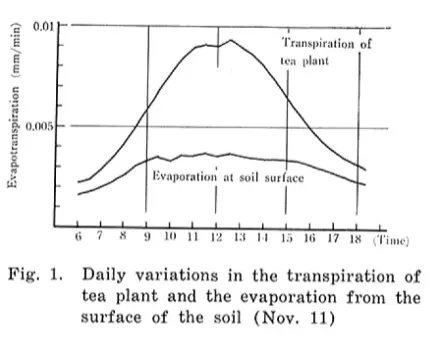 0.01
Transpiration of
tea plant
Evapotranspiration (mm/min)
0.005
Evaporation at soil surface
6 7 8 9 10 11 12 13 14 15 16 17 18 (Time)
Fig. 1. Daily variations in the transpiration of
tea plant and the evaporation from the
surface of the soil (Nov. 11)